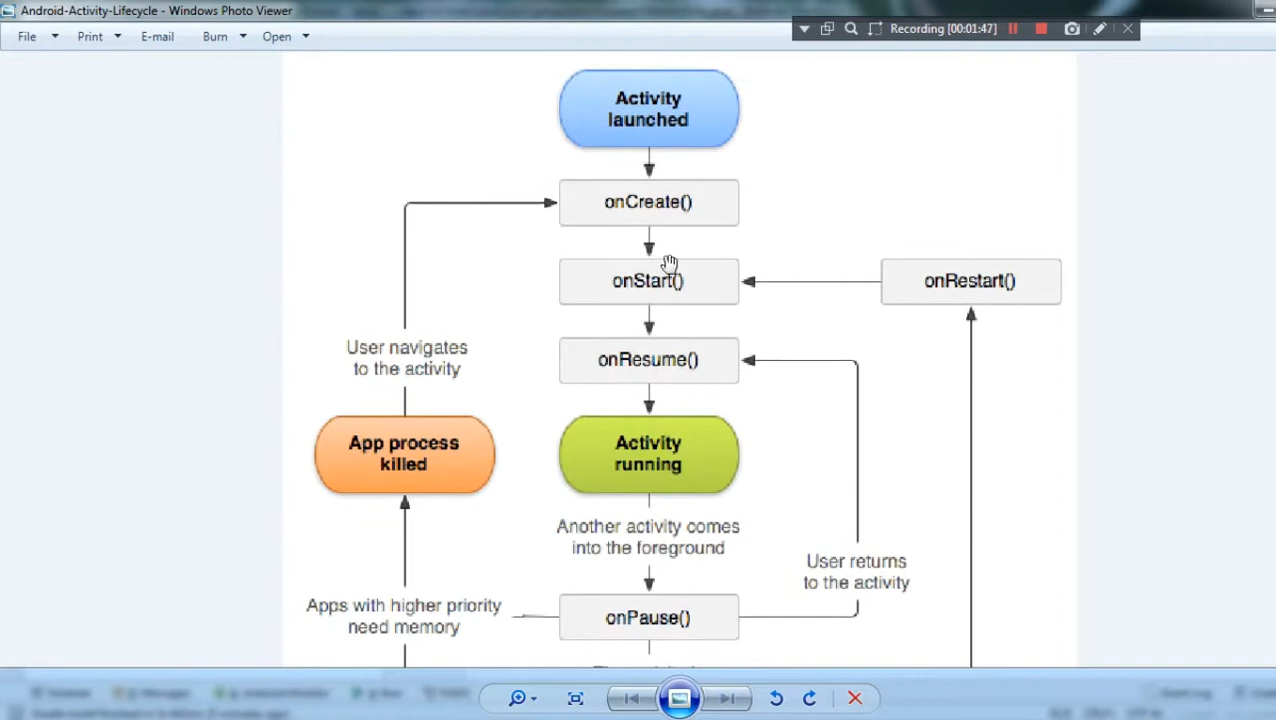 Android-Activity-Lifecycle - Windows Photo Viewer
File Print E-mail Burn Open
Recording [00:01:47]
Activity
launched
onCreate()
onStart()
onRestart()
onResume()
User navigates
to the activity
App process
killed
Activity
running
Another activity comes
into the foreground
User returns
to the activity
Apps with higher priority
need memory
onPause()